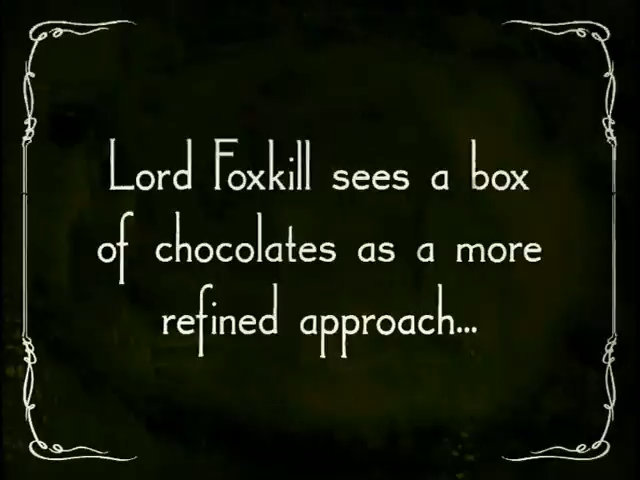 Lord Foxkill sees a box
of chocolates as a more
refined approach...